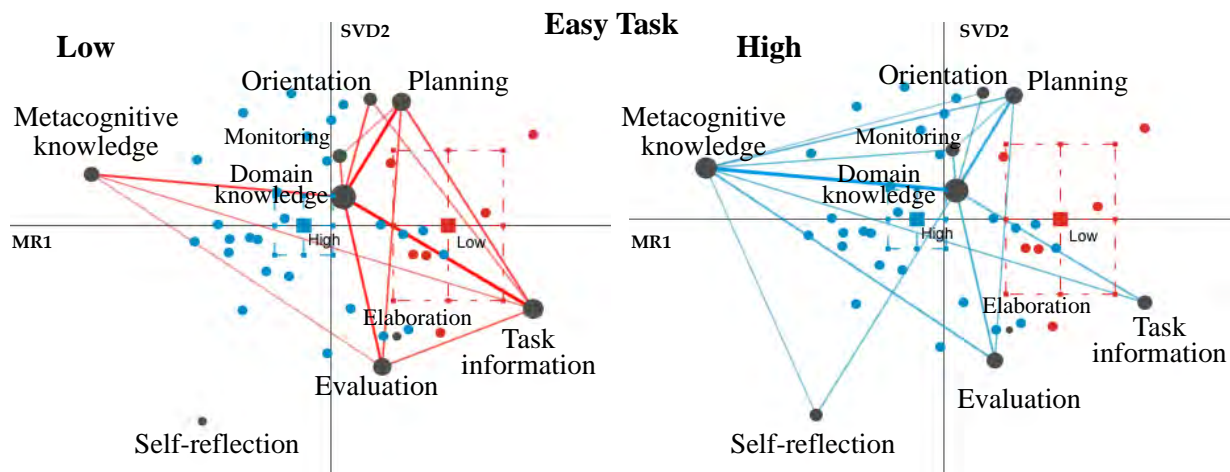 Easy Task
Low
SVD2
Orientation
Planning
Metacognitive
knowledge
Monitoring
Domain
knowledge
MR1
High
Low
Elaboration
Task
information
Evaluation
Self-reflection
High
SVD2
Orientation
Planning
Metacognitive
knowledge
Monitoring
Domain
knowledge
MR1
High
Low
Elaboration
Task
information
Evaluation
Self-reflection